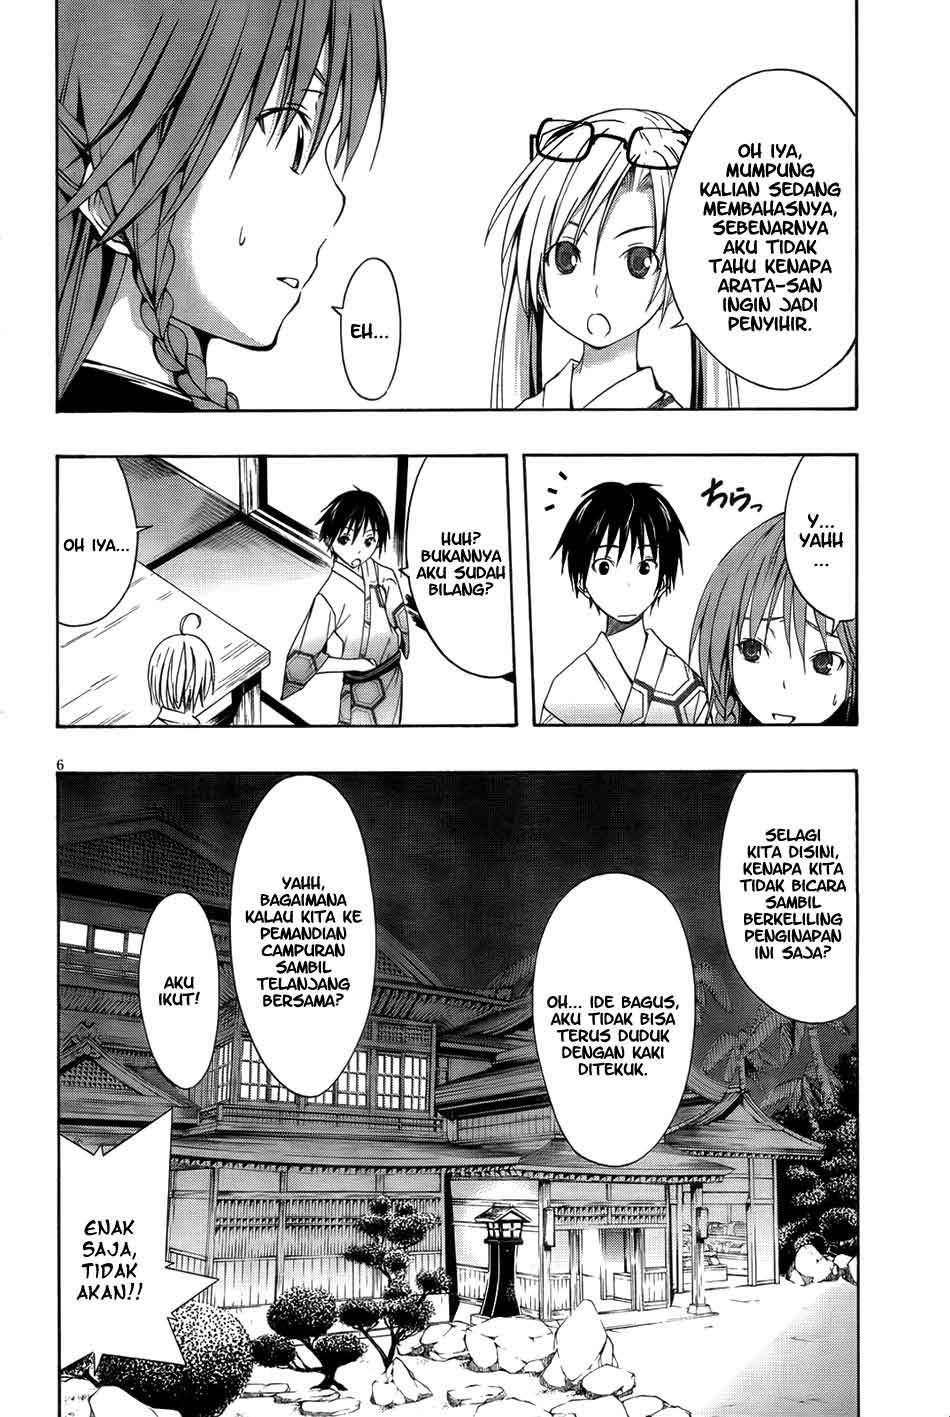 OH IYA,
MUMPUNG
KALIAN SEDANG
MEMBAHASNYA,
SEBENARNYA
AKU TIDAK
TAHU KENAPA
ARATA-SAN
INGIN JADI
PENYIHIR.
EH...
Y...
YAHH
...
ちらっ
HUH?
BUKANNYA
AKU SUDAH
BILANG?
OH IYA...
6
SELAGI
KITA DISINI,
KENAPA KITA
TIDAK BICARA
SAMBIL
BERKELILING
PENGINAPAN
INI SAJA?
OH... IDE BAGUS,
AKU TIDAK BISA
TERUS DUDUK
DENGAN KAKI
DITEKUK.
YAHH,
BAGAIMANA
KALAU KITA KE
PEMANDIAN
CAMPURAN
SAMBIL
TELANJANG
BERSAMA?
AKU
IKUT!
ENAK
SAJA,
TIDAK
AKAN!!